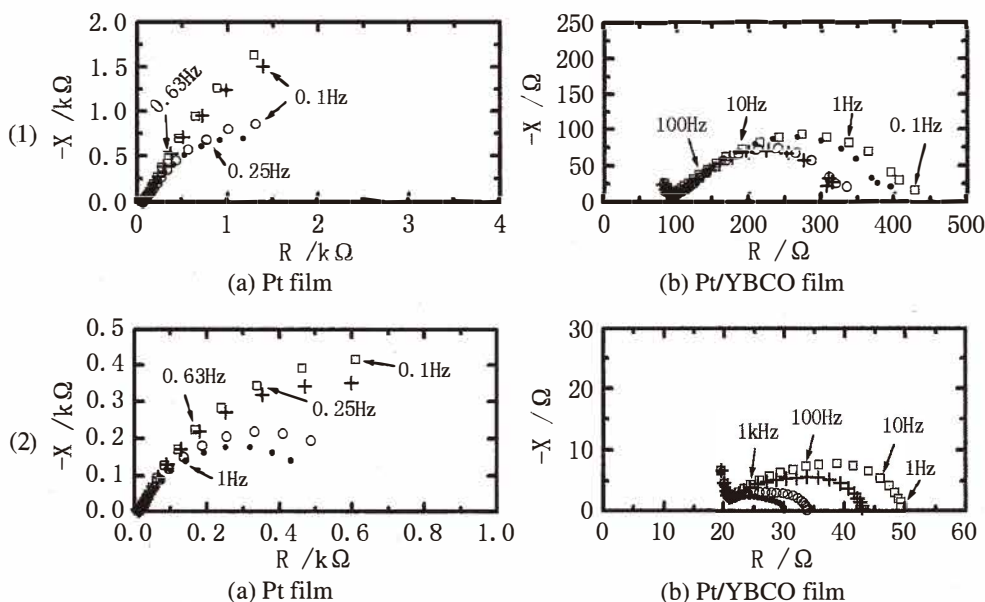 (1)
-X/kΩ
2.0
1.5
1.0
0.5
0.0
0.63Hz
0.1Hz
0.25Hz
0 1 2 3 4
R /kΩ
(a) Pt film
-X / Ω
250
200
150
100
50
0
100Hz
10Hz
1Hz
0.1Hz
0 100 200 300 400 500
R / Ω
(b) Pt/YBCO film
(2)
-X/kΩ
0.5
0.4
0.3
0.2
0.1
0.0
0.63Hz
0.1Hz
0.25Hz
1Hz
0.0 0.2 0.4 0.6 0.8 1.0
R /kΩ
(a) Pt film
-X / Ω
30
20
10
0
1kHz
100Hz
10Hz
1Hz
0 10 20 30 40 50 60
R / Ω
(b) Pt/YBCO film